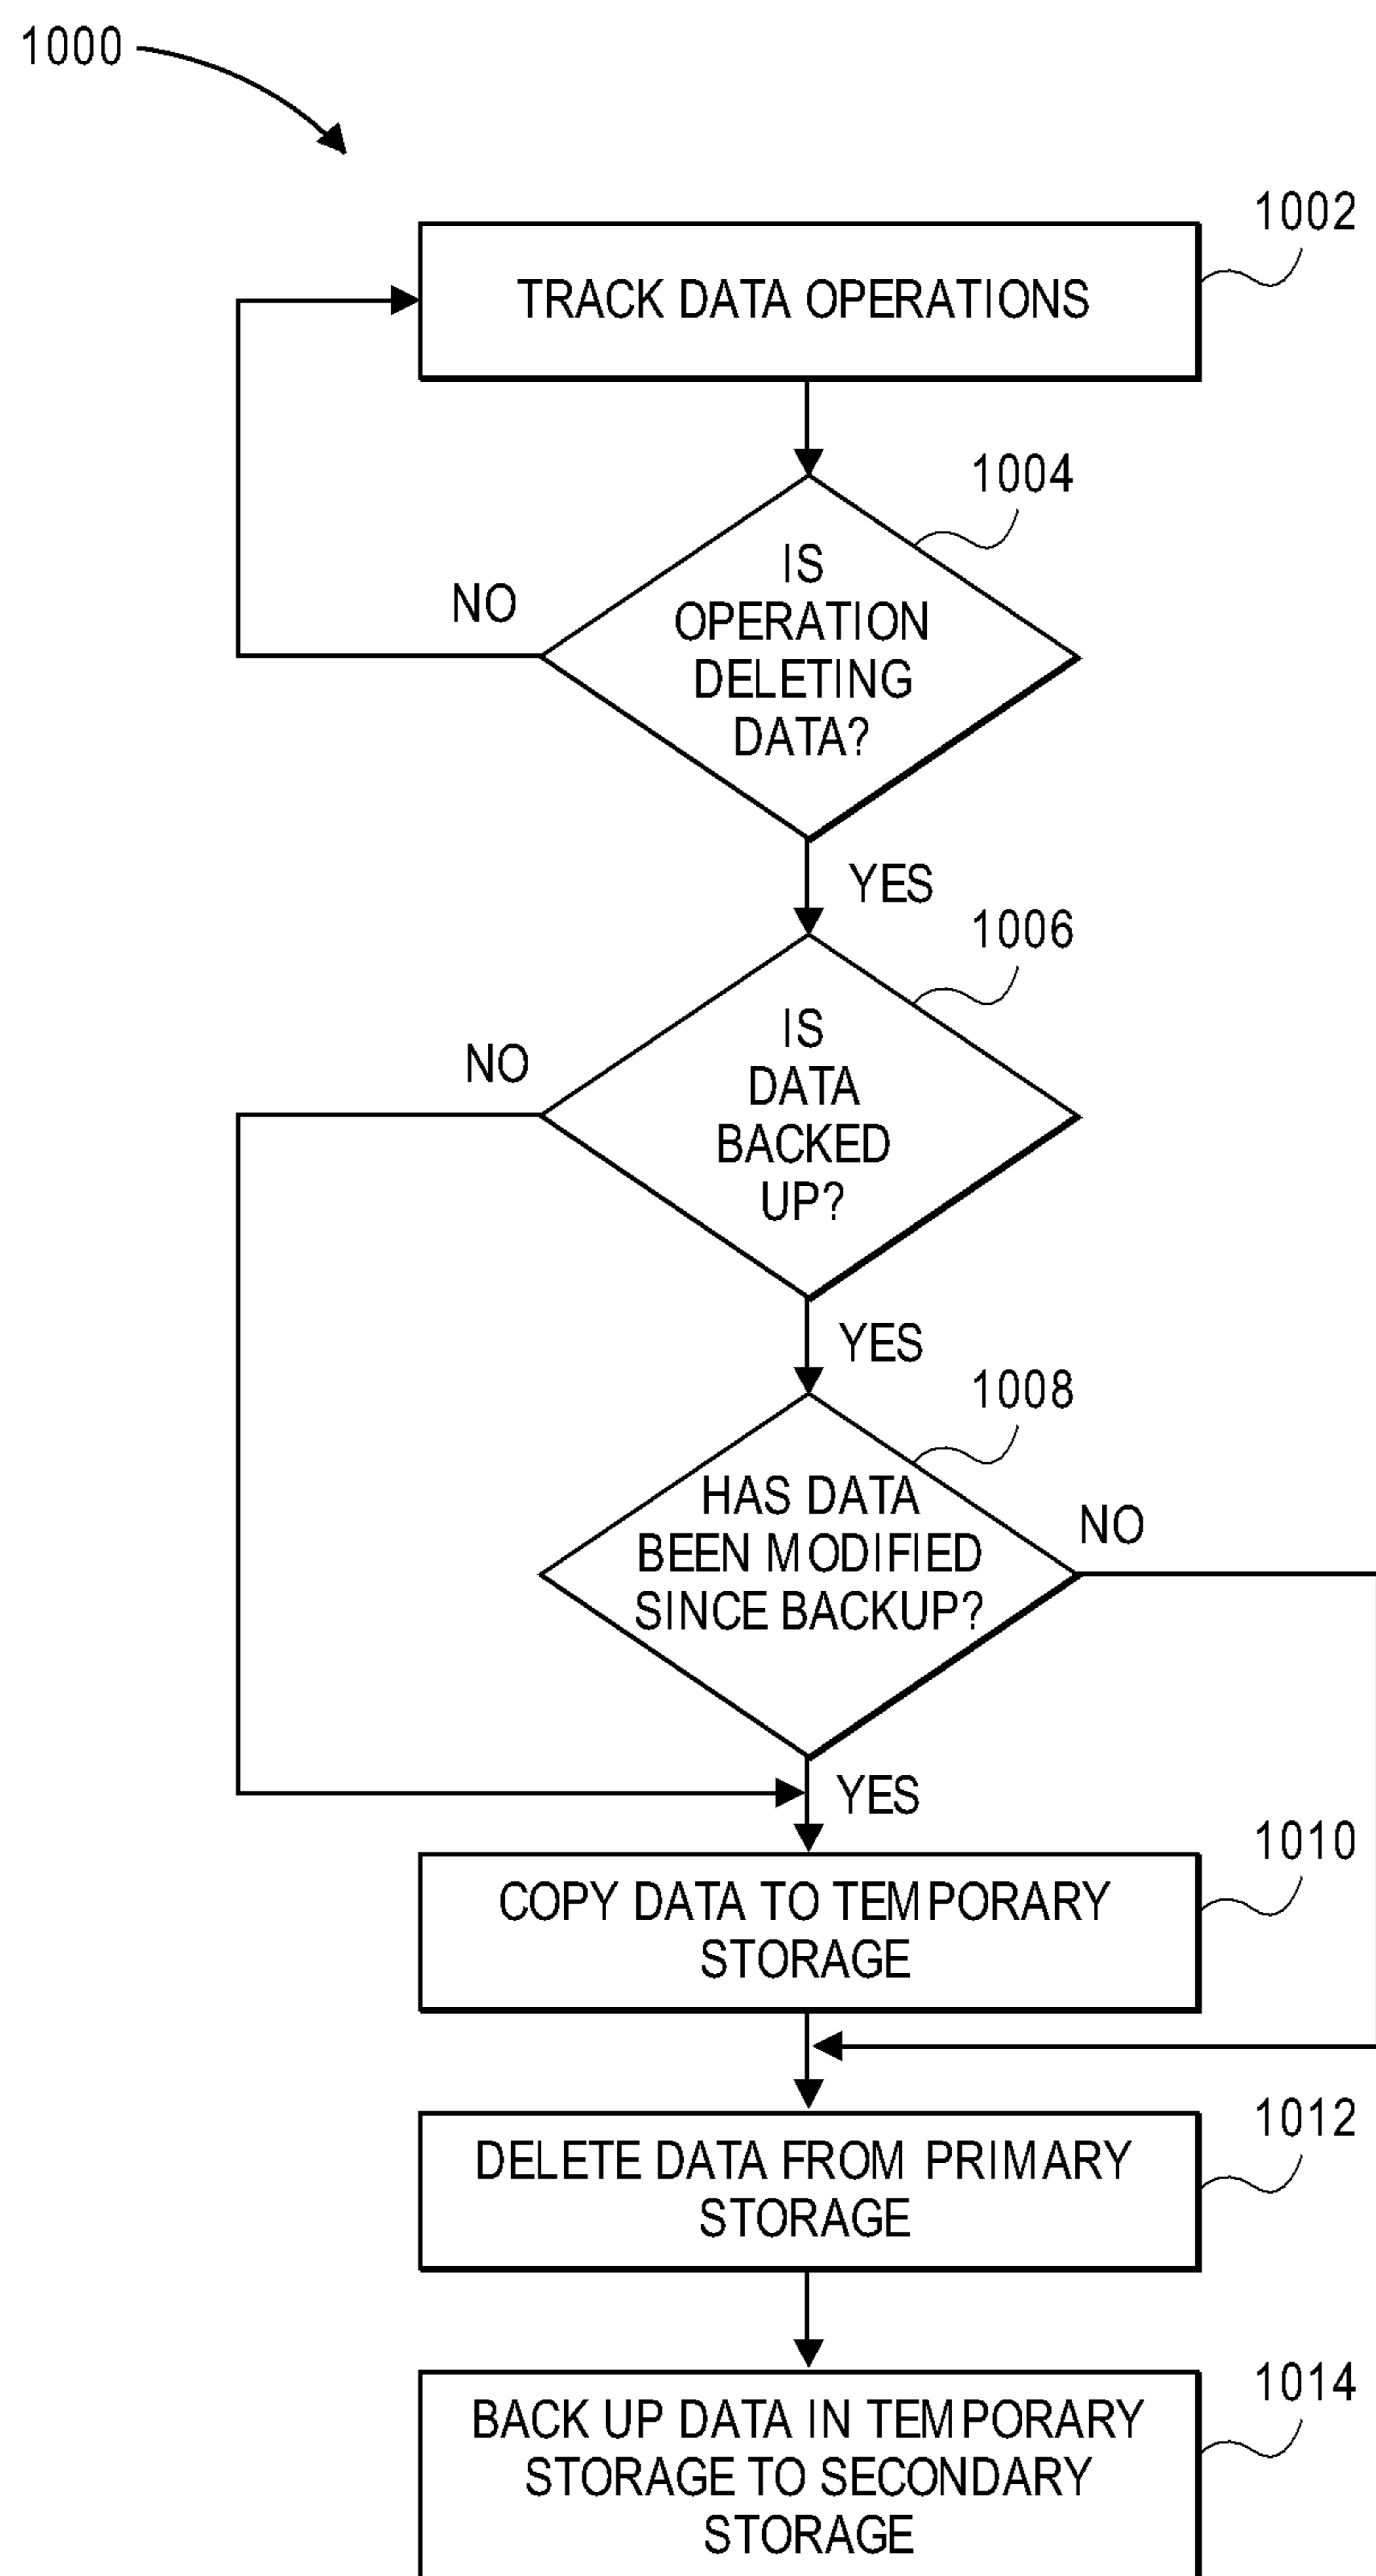 1000
1002
TRACK DATA OPERATIONS
1004
IS
OPERATION
DELETING
DATA?
NO
YES
1006
IS
DATA
BACKED
UP?
NO
YES
1008
HAS DATA
BEEN MODIFIED
SINCE BACKUP?
NO
YES
1010
COPY DATA TO TEMPORARY
STORAGE
1012
DELETE DATA FROM PRIMARY
STORAGE
1014
BACK UP DATA IN TEMPORARY
STORAGE TO SECONDARY
STORAGE